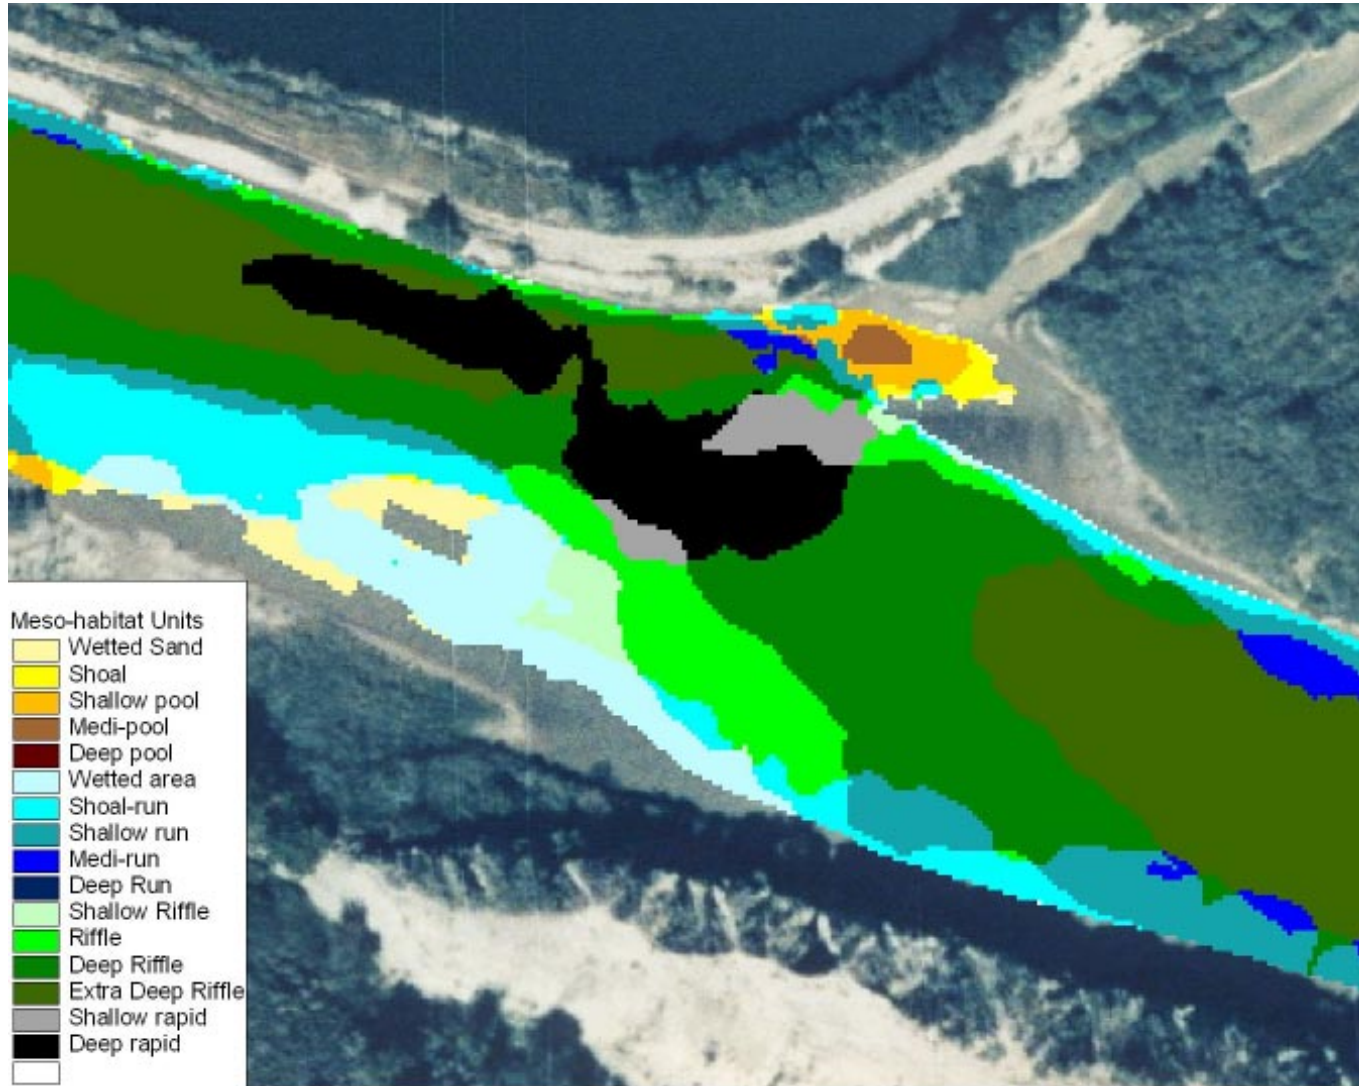 Meso-habitat Units
Wetted Sand
Shoal
Shallow pool
Medi-pool
Deep pool
Wetted area
Shoal-run
Shallow run
Medi-run
Deep Run
Shallow Riffle
Riffle
Deep Riffle
Extra Deep Riffle
Shallow rapid
Deep rapid